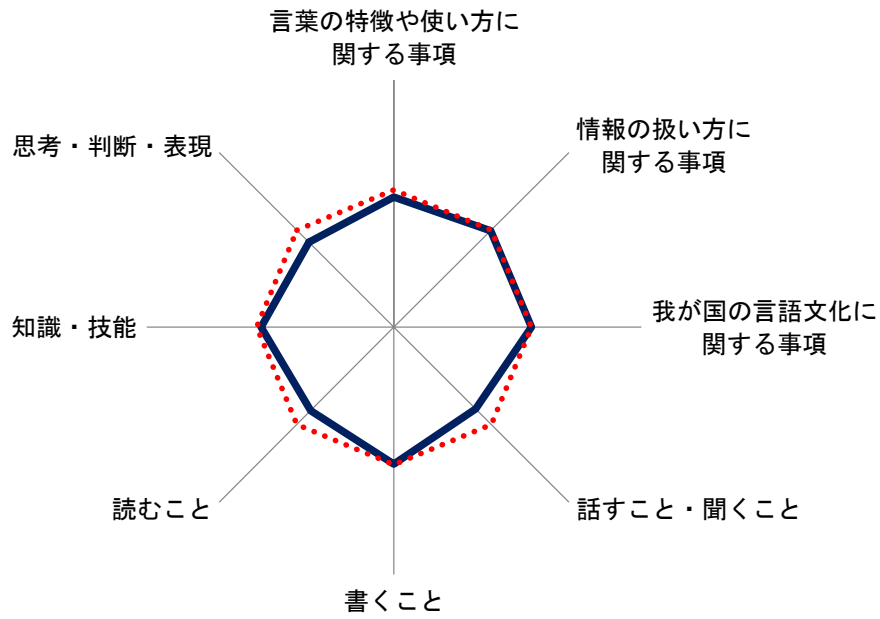 言葉の特徴や使い方に
関する事項
情報の扱い方に
関する事項
我が国の言語文化に
関する事項
話すこと・聞くこと
書くこと
読むこと
知識・技能
思考・判断・表現